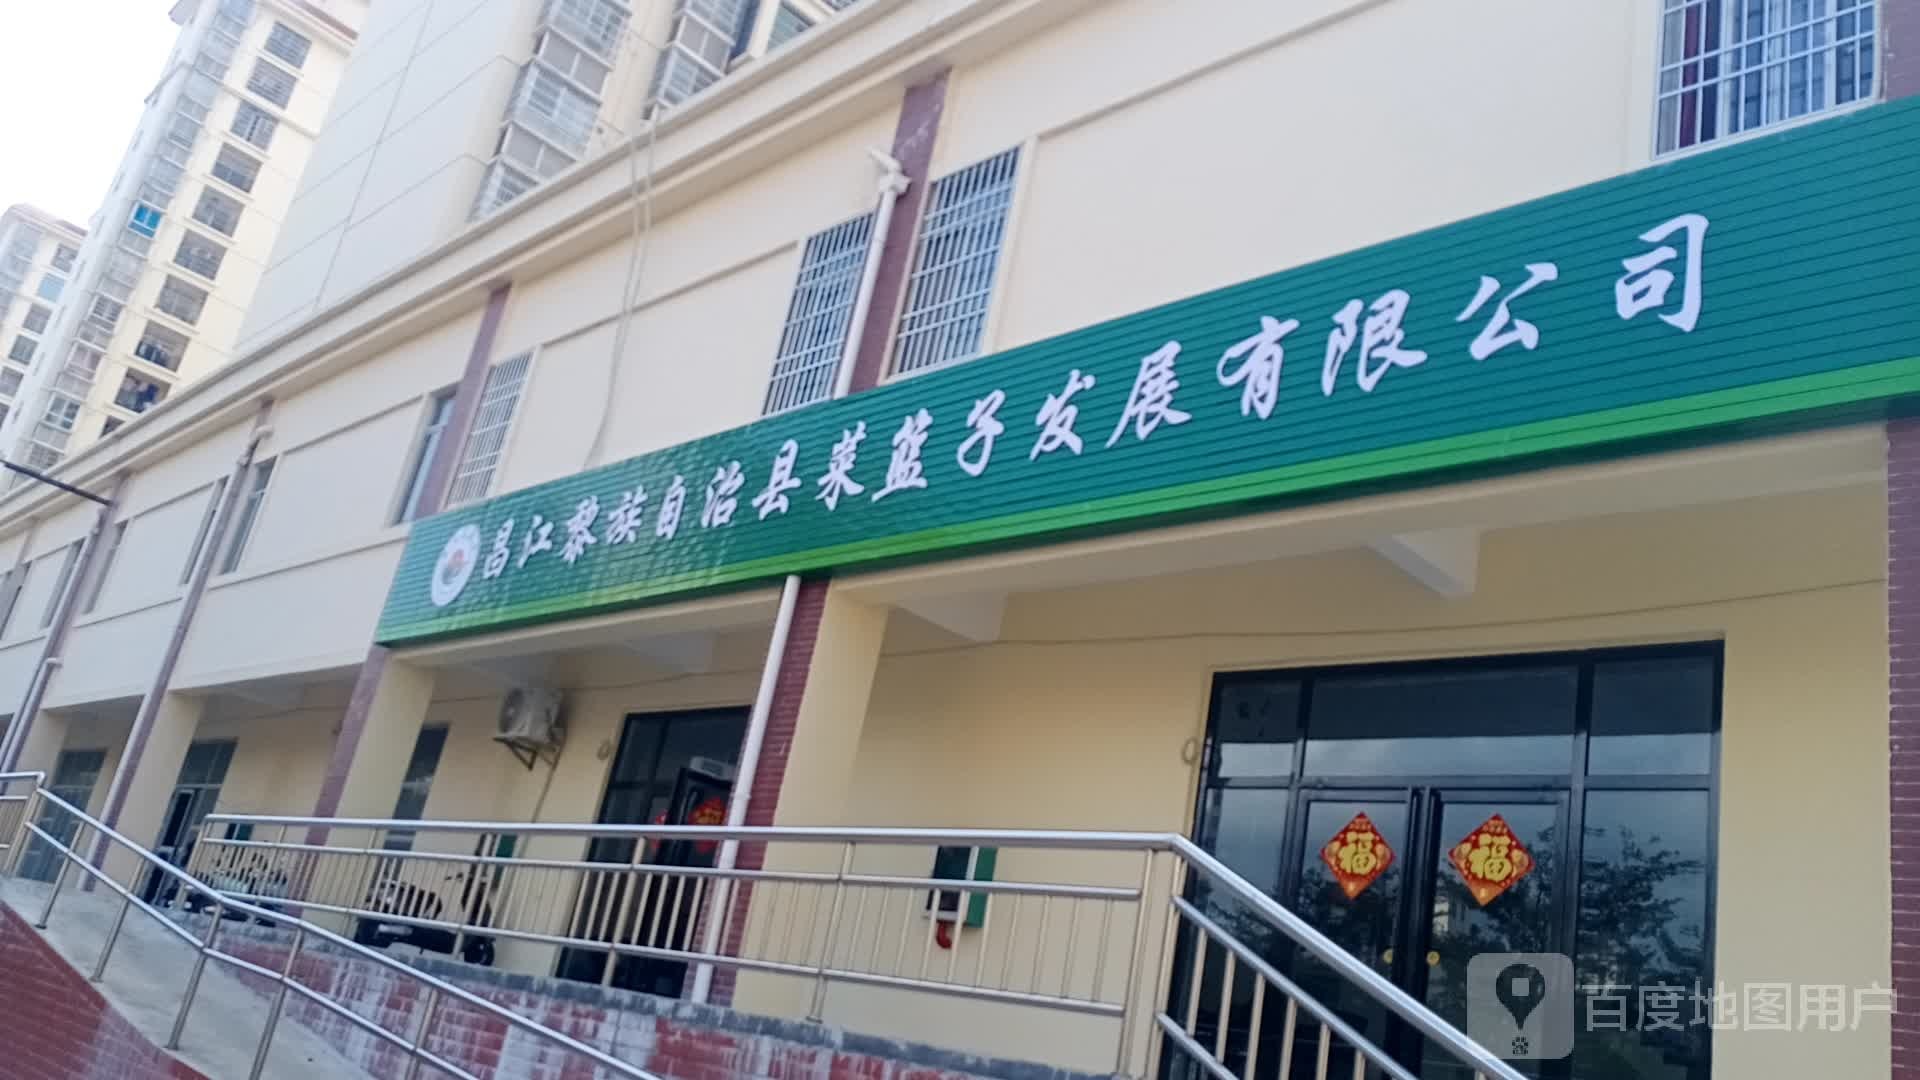 昌江黎族自治县菜篮子发展有限公司
福
福
百度地图用户